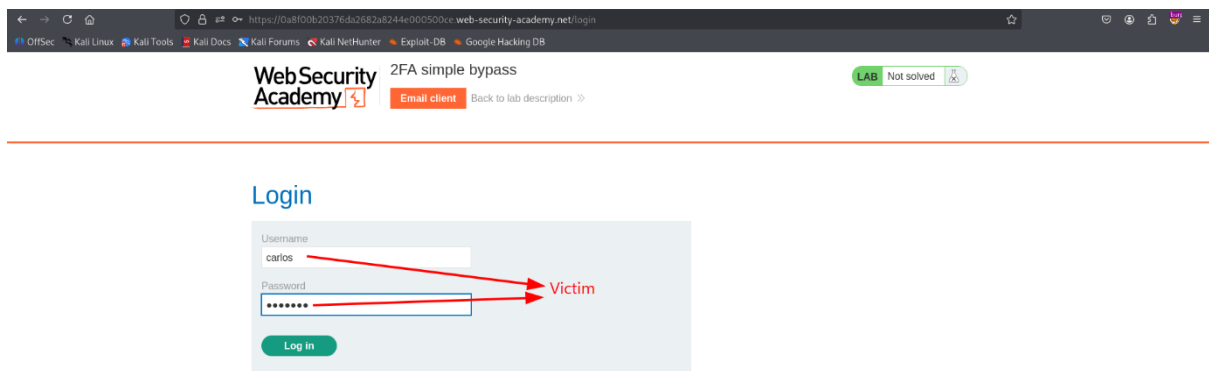 https://0a8f00b20376da2682a8244e000500ce.web-security-academy.net/login
OffSec Kali Linux Kali Tools Kali Docs Kali Forums Kali NetHunter Exploit-DB Google Hacking DB
WebSecurity
Academy
2FA simple bypass
Email client Back to lab description
LAB Not solved
Login
Username
carlos
Password
Victim
Log in